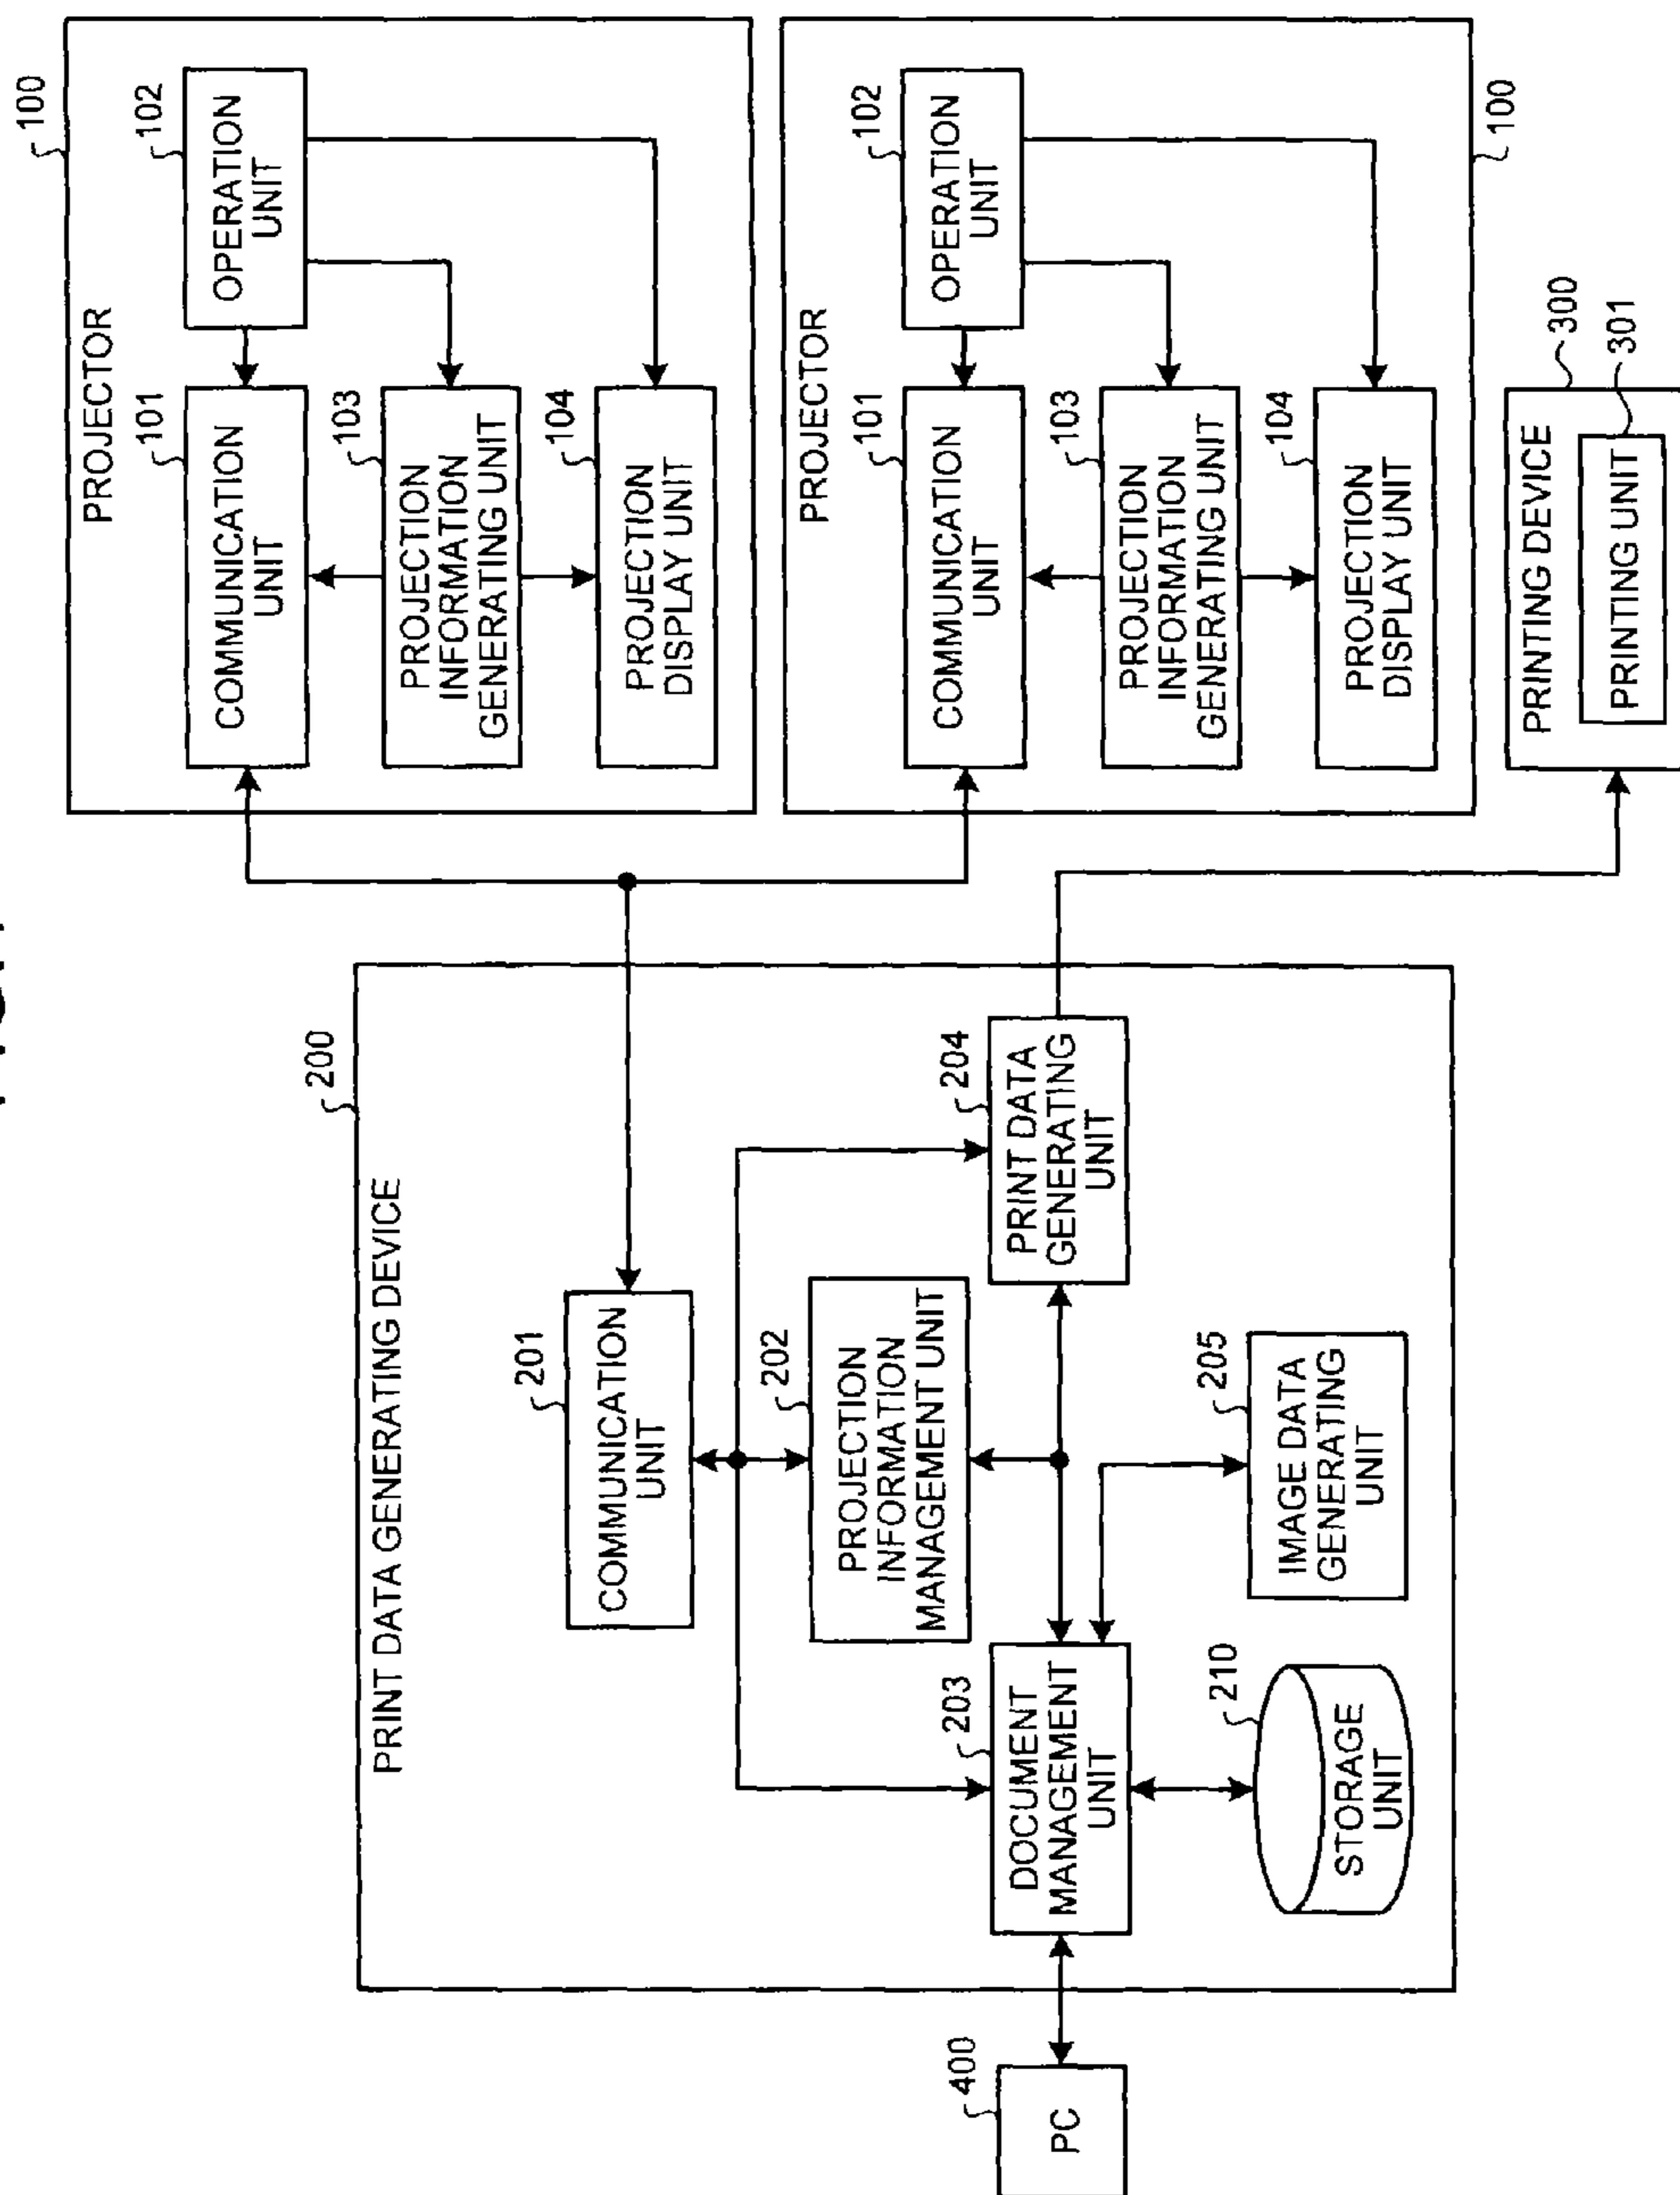 100
PROJECTOR
102
OPERATION
UNIT
101
COMMUNICATION
UNIT
103
PROJECTION
INFORMATION
GENERATING UNIT
104
PROJECTION
DISPLAY UNIT
100
PROJECTOR
102
OPERATION
UNIT
101
COMMUNICATION
UNIT
103
PROJECTION
INFORMATION
GENERATING UNIT
104
PROJECTION
DISPLAY UNIT
300
PRINTING DEVICE
301
PRINTING UNIT
200
PRINT DATA GENERATING DEVICE
201
COMMUNICATION
UNIT
202
PROJECTION
INFORMATION
MANAGEMENT UNIT
204
PRINT DATA
GENERATING
UNIT
203
DOCUMENT
MANAGEMENT
UNIT
205
IMAGE DATA
GENERATING
UNIT
210
STORAGE
UNIT
400
PC